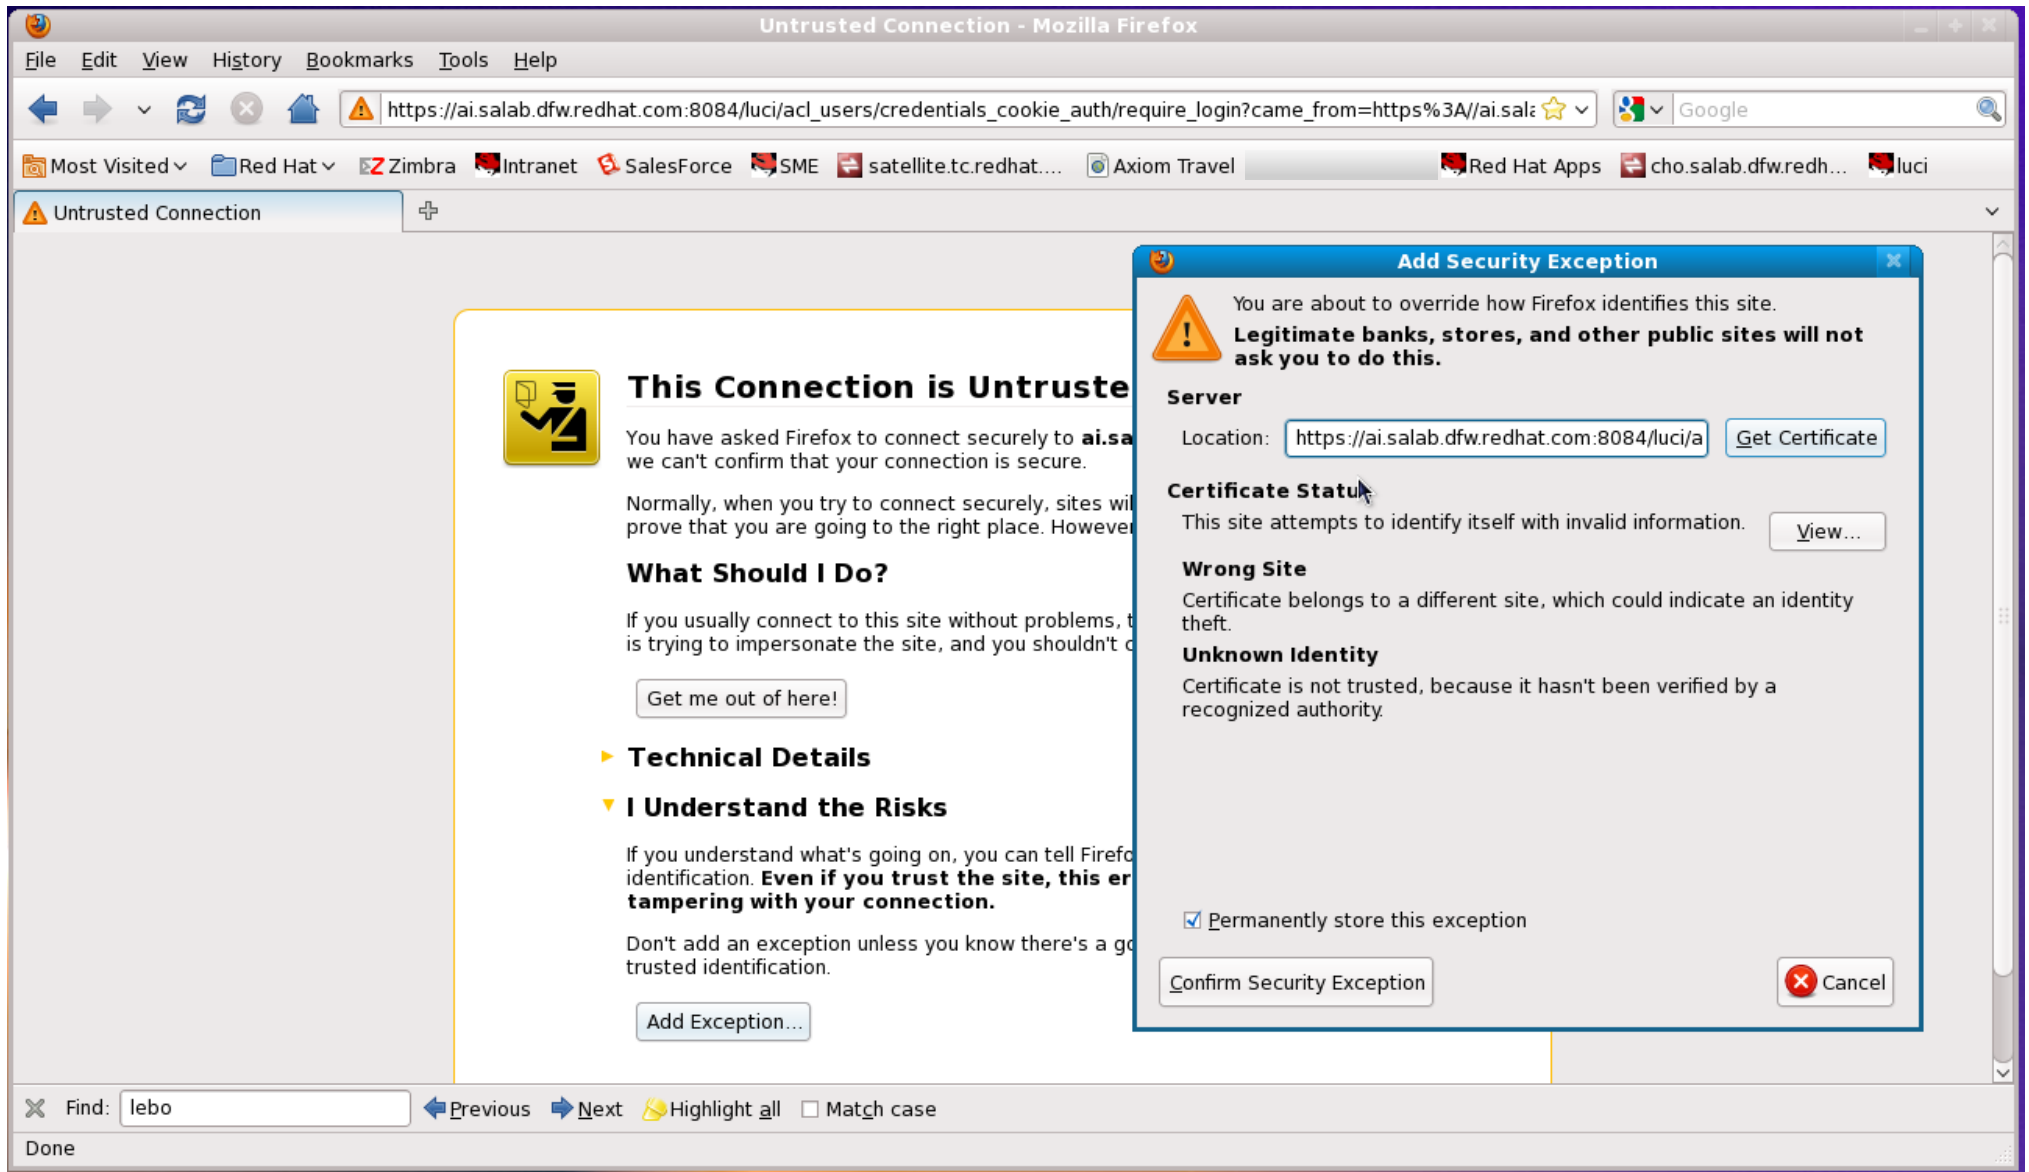 Untrusted Connection - Mozilla Firefox
File Edit View History Bookmarks Tools Help
https://ai.salab.dfw.redhat.com:8084/luci/acl_users/credentials_cookie_auth/require_login?came_from=https%3A//ai.sala
Google
Most Visited Red Hat Zimbra Intranet SalesForce SME satellite.tc.redhat.... Axiom Travel Red Hat Apps cho.salab.dfw.redh... luci
Untrusted Connection
This Connection is Untruste
You have asked Firefox to connect securely to ai.sa
we can't confirm that your connection is secure.
Normally, when you try to connect securely, sites wil
prove that you are going to the right place. Howeve
What Should I Do?
If you usually connect to this site without problems, t
is trying to impersonate the site, and you shouldn't c
Get me out of here!
Technical Details
I Understand the Risks
If you understand what's going on, you can tell Firefo
identification. Even if you trust the site, this er
tampering with your connection.
Don't add an exception unless you know there's a go
trusted identification.
Add Exception...
Add Security Exception
You are about to override how Firefox identifies this site.
Legitimate banks, stores, and other public sites will not
ask you to do this.
Server
Location: https://ai.salab.dfw.redhat.com:8084/luci/a Get Certificate
Certificate Status
This site attempts to identify itself with invalid information.
View...
Wrong Site
Certificate belongs to a different site, which could indicate an identity
theft.
Unknown Identity
Certificate is not trusted, because it hasn't been verified by a
recognized authority.
Permanently store this exception
Confirm Security Exception Cancel
Find: lebo Previous Next Highlight all Match case
Done